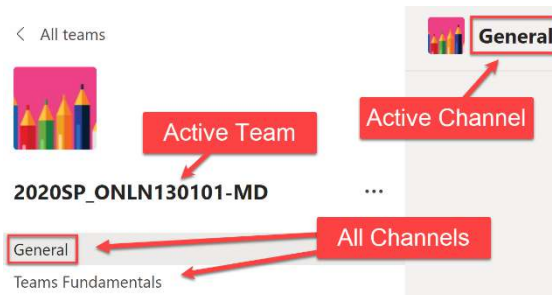 < All teams
General
Active Channel
Active Team
2020SP_ONLN130101-MD ...
All Channels
General
Teams Fundamentals